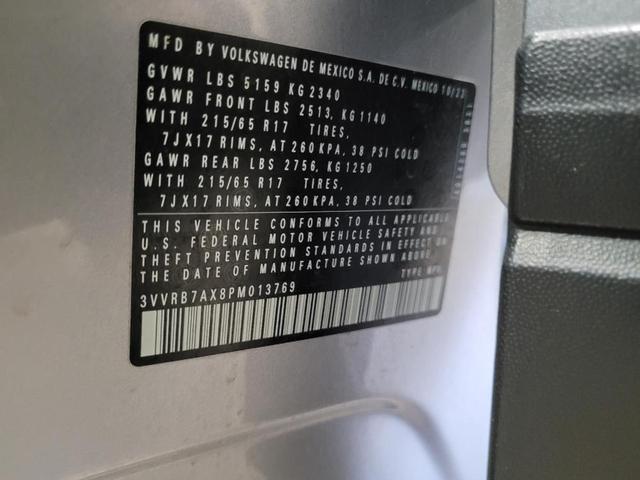 MFD BY VOLKSWAGEN DE MEXICO S.A. DE C.V. MEXICO
GVWR LBS 5159 KG 2340
GAWR FRONT LBS 2513, KG 1140
WITH 215/65 R17 TIRES,
7JX17 RIMS, AT 260 KPA, 38 PSI COLD
GAWR REAR LBS 2756, KG 1250
WITH 215/65 R17 TIRES,
7JX17 RIMS, AT 260 KPA, 38 PSI COLD
THIS VEHICLE CONFORMS TO ALL APPLICABLE
U.S. FEDERAL MOTOR VEHICLE SAFETY AND
THEFT PREVENTION STANDARDS IN EFFECT ON
THE DATE OF MANUFACTURE SHOWN ABOVE
3VVRB7AX8PM013769 TYPE MPV